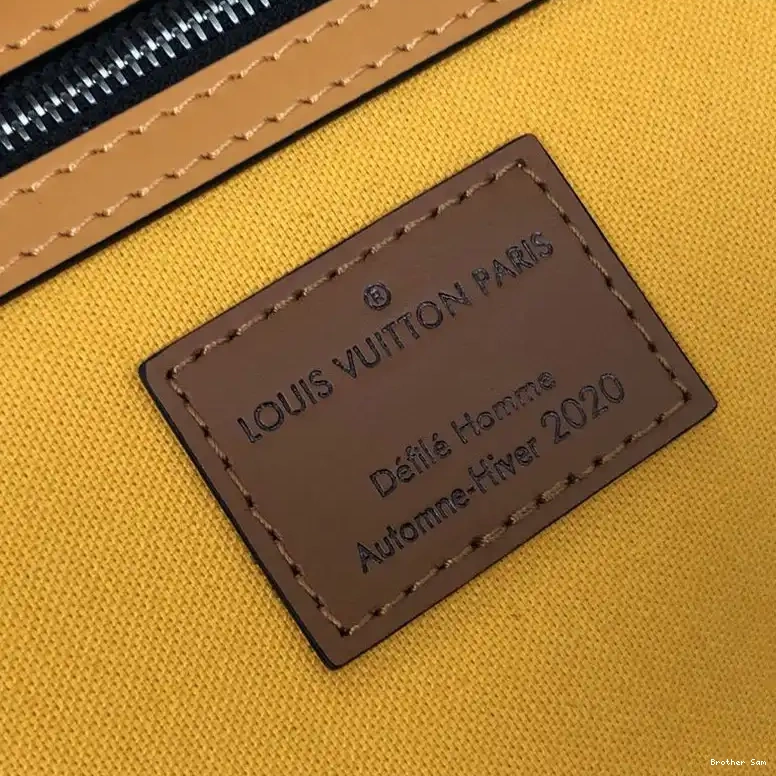 ®
LOUIS VUITTON PARIS
Défilé Homme
Automne-Hiver 2020
Brother Sam